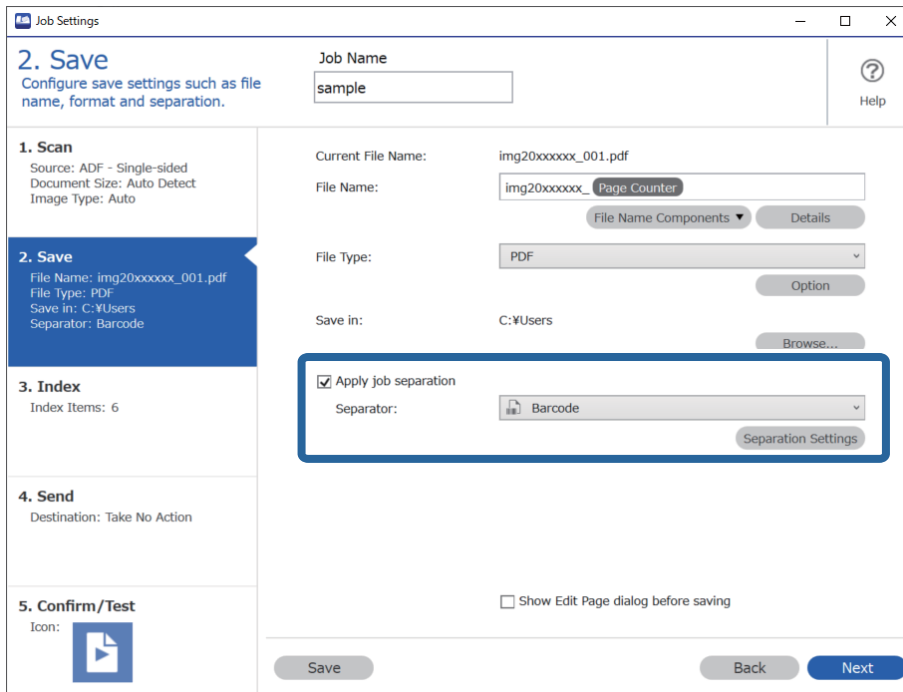 Job Settings
2. Save
Configure save settings such as file
name, format and separation.
Job Name
sample
Help
1. Scan
Source: ADF - Single-sided
Document Size: Auto Detect
Image Type: Auto
2. Save
File Name: img20xxxxxx_001.pdf
File Type: PDF
Save in: C:¥Users
Separator: Barcode
3. Index
Index Items: 6
4. Send
Destination: Take No Action
5. Confirm/Test
Icon:
Current File Name: img20xxxxxx_001.pdf
File Name: img20xxxxxx_ Page Counter
File Name Components ▼ Details
File Type: PDF
Option
Save in: C:¥Users
Browse...
Apply job separation
Separator: Barcode
Separation Settings
Show Edit Page dialog before saving
Save Back Next